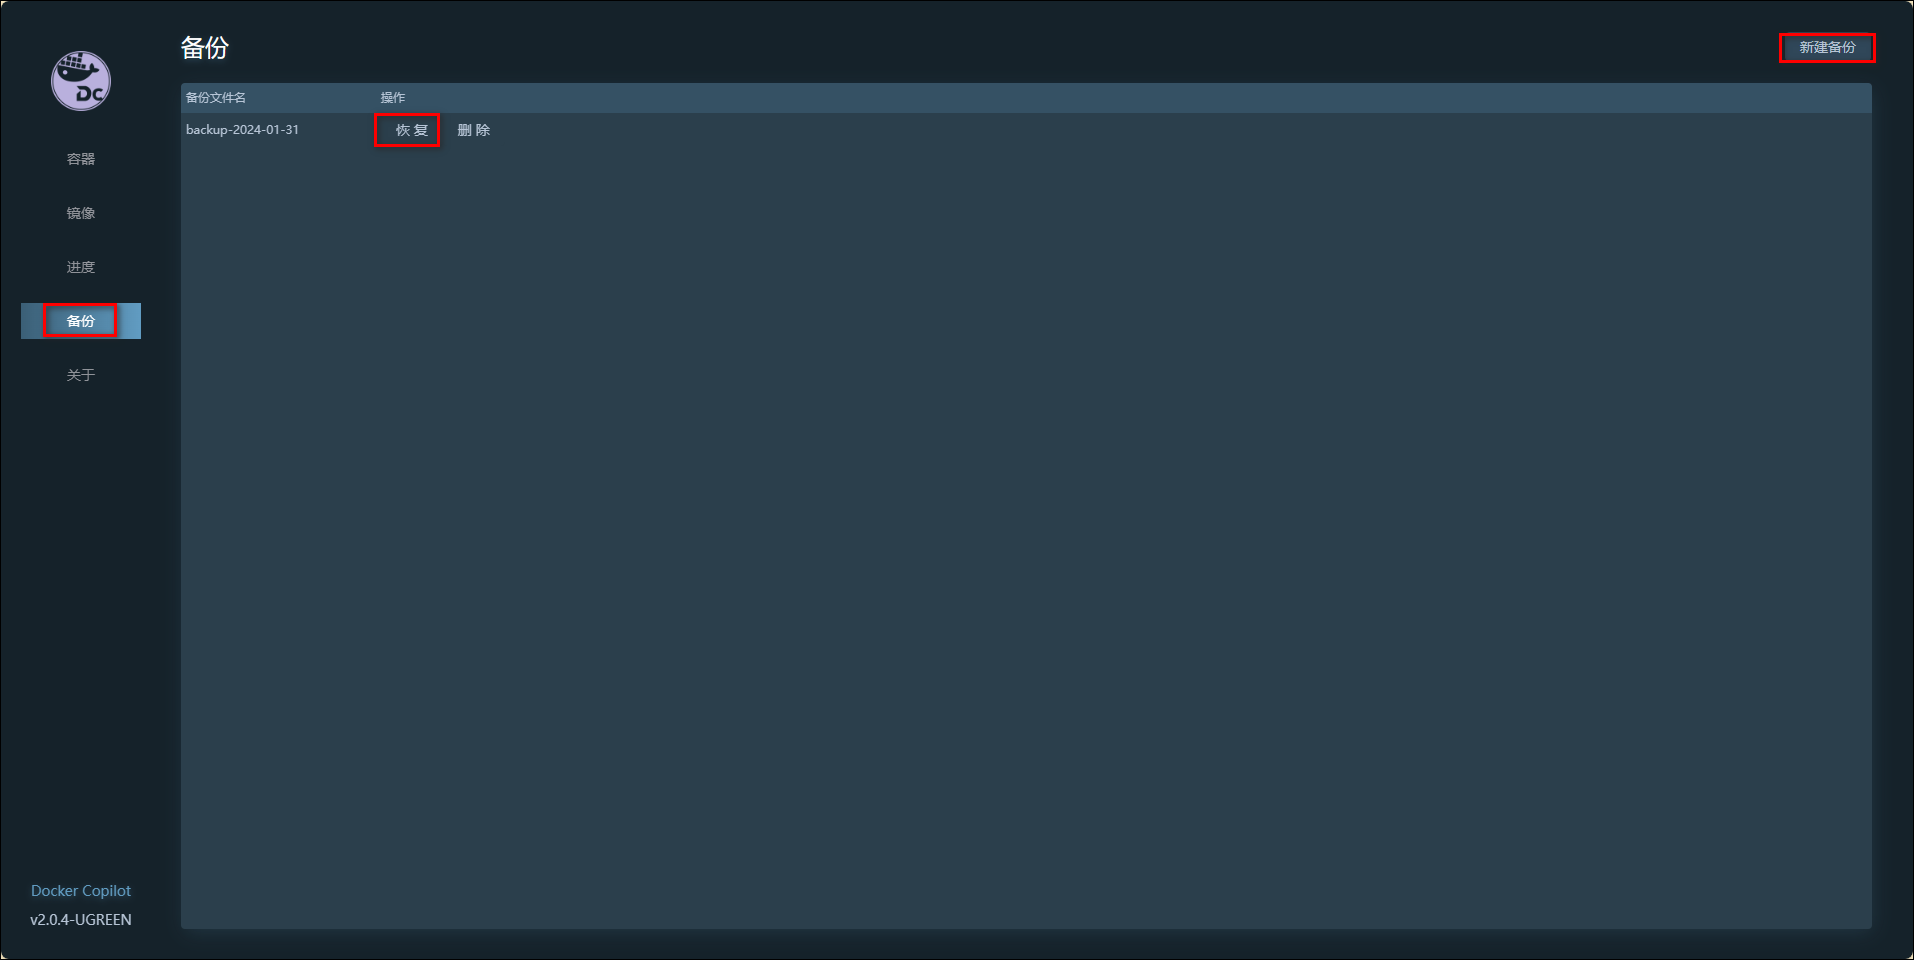 备份
新建备份
备份文件名 操作
backup-2024-01-31 恢复 删除
DC
容器
镜像
进度
备份
关于
Docker Copilot
v2.0.4-UGREEN